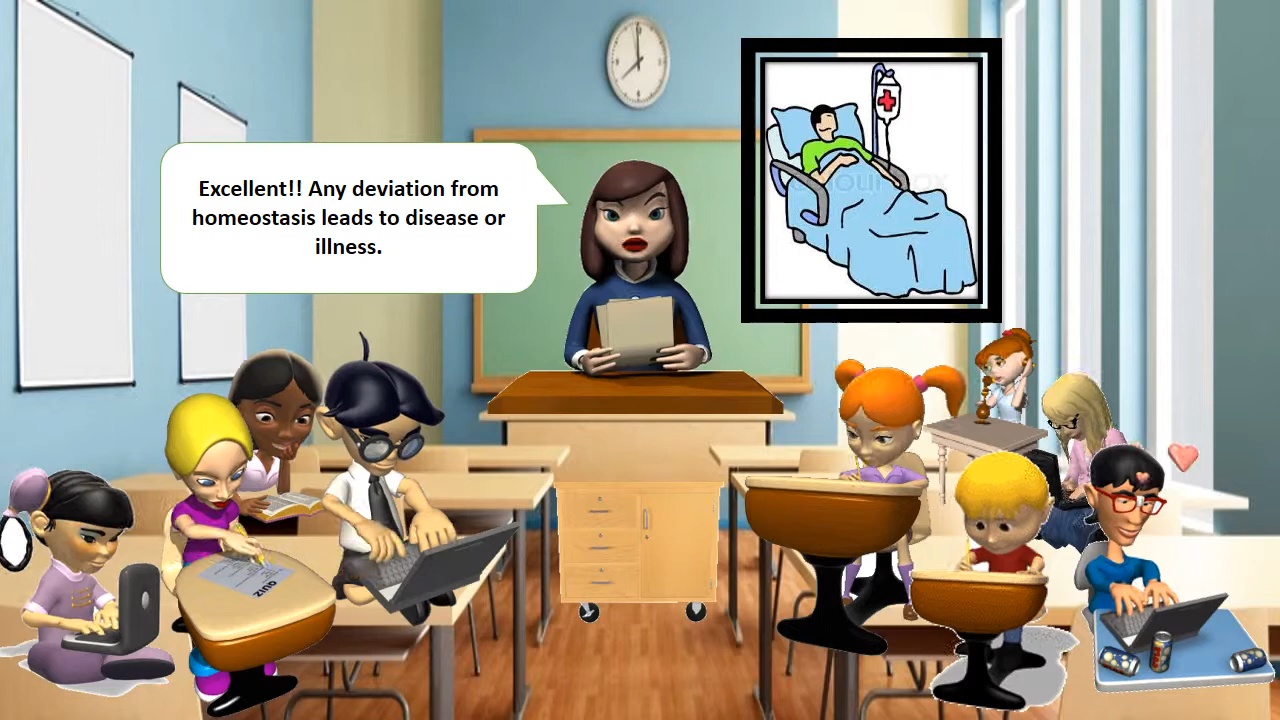 Excellent!! Any deviation from
homeostasis leads to disease or
illness.
QUIZ